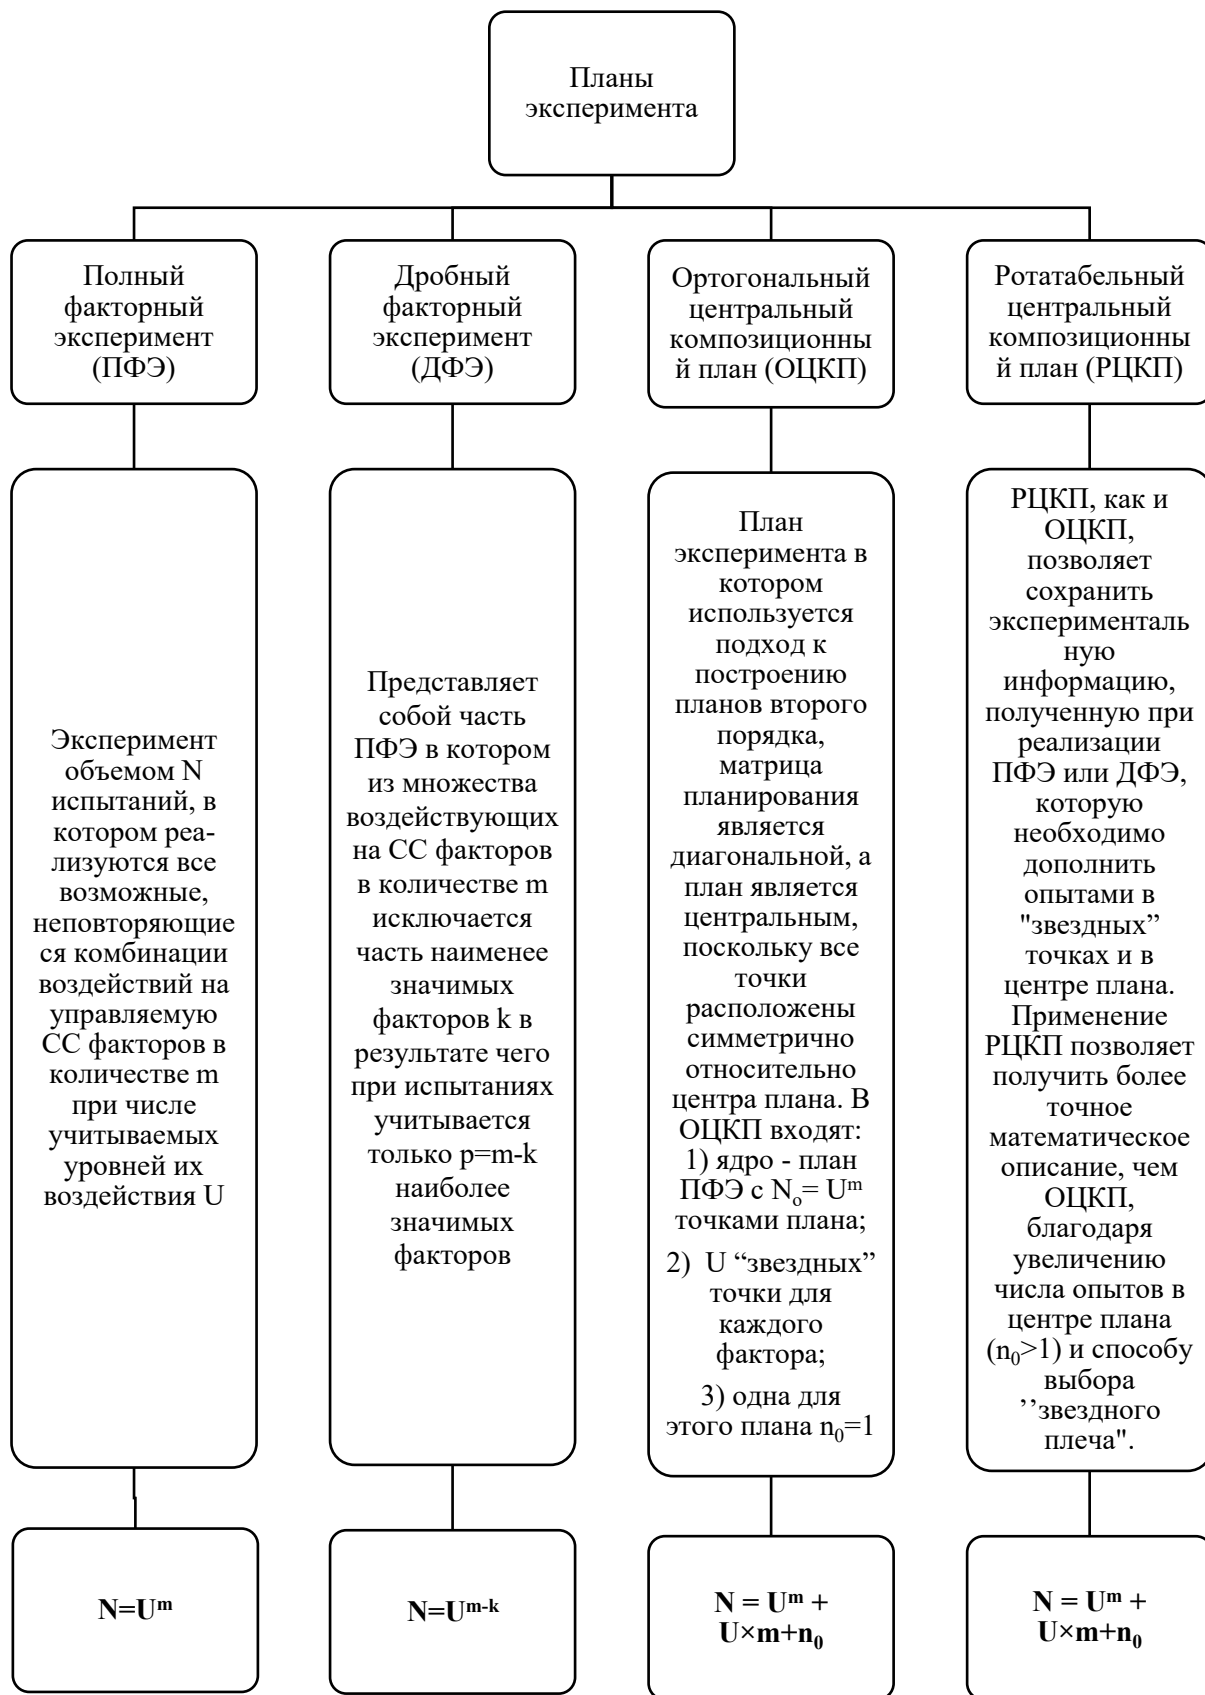 Планы
эксперимента
Полный
факторный
эксперимент
(ПФЭ)
Дробный
факторный
эксперимент
(ДФЭ)
Ортогональный
центральный
композиционны
й план (ОЦКП)
Ротатабельный
центральный
композиционны
й план (РЦКП)
Эксперимент
объемом N
испытаний, в
котором реа-
лизуются все
возможные,
неповторяющие
ся комбинации
воздействий на
управляемую
СС факторов в
количестве m
при числе
учитываемых
уровней их
воздействия U
Представляет
собой часть
ПФЭ в котором
из множества
воздействующих
на СС факторов
в количестве m
исключается
часть наименее
значимых
факторов k в
результате чего
при испытаниях
учитывается
только p=m-k
наиболее
значимых
факторов
План
эксперимента в
котором
используется
подход к
построению
планов второго
порядка,
матрица
планирования
является
диагональной, а
план является
центральным,
поскольку все
точки
расположены
симметрично
относительно
центра плана. В
ОЦКП входят:
1) ядро - план
ПФЭ с Nₒ= Uᵐ
точками плана;
2) U “звездных”
точки для
каждого
фактора;
3) одна для
этого плана n₀=1
РЦКП, как и
ОЦКП,
позволяет
сохранить
эксперименталь
ную
информацию,
полученную при
реализации
ПФЭ или ДФЭ,
которую
необходимо
дополнить
опытами в
"звездных”
точках и в
центре плана.
Применение
РЦКП позволяет
получить более
точное
математическое
описание, чем
ОЦКП,
благодаря
увеличению
числа опытов в
центре плана
(n₀>1) и способу
выбора
’’звездного
плеча".
N=Uᵐ
N=Uᵐ⁻ᵏ
N = Uᵐ +
U×m+n₀
N = Uᵐ +
U×m+n₀